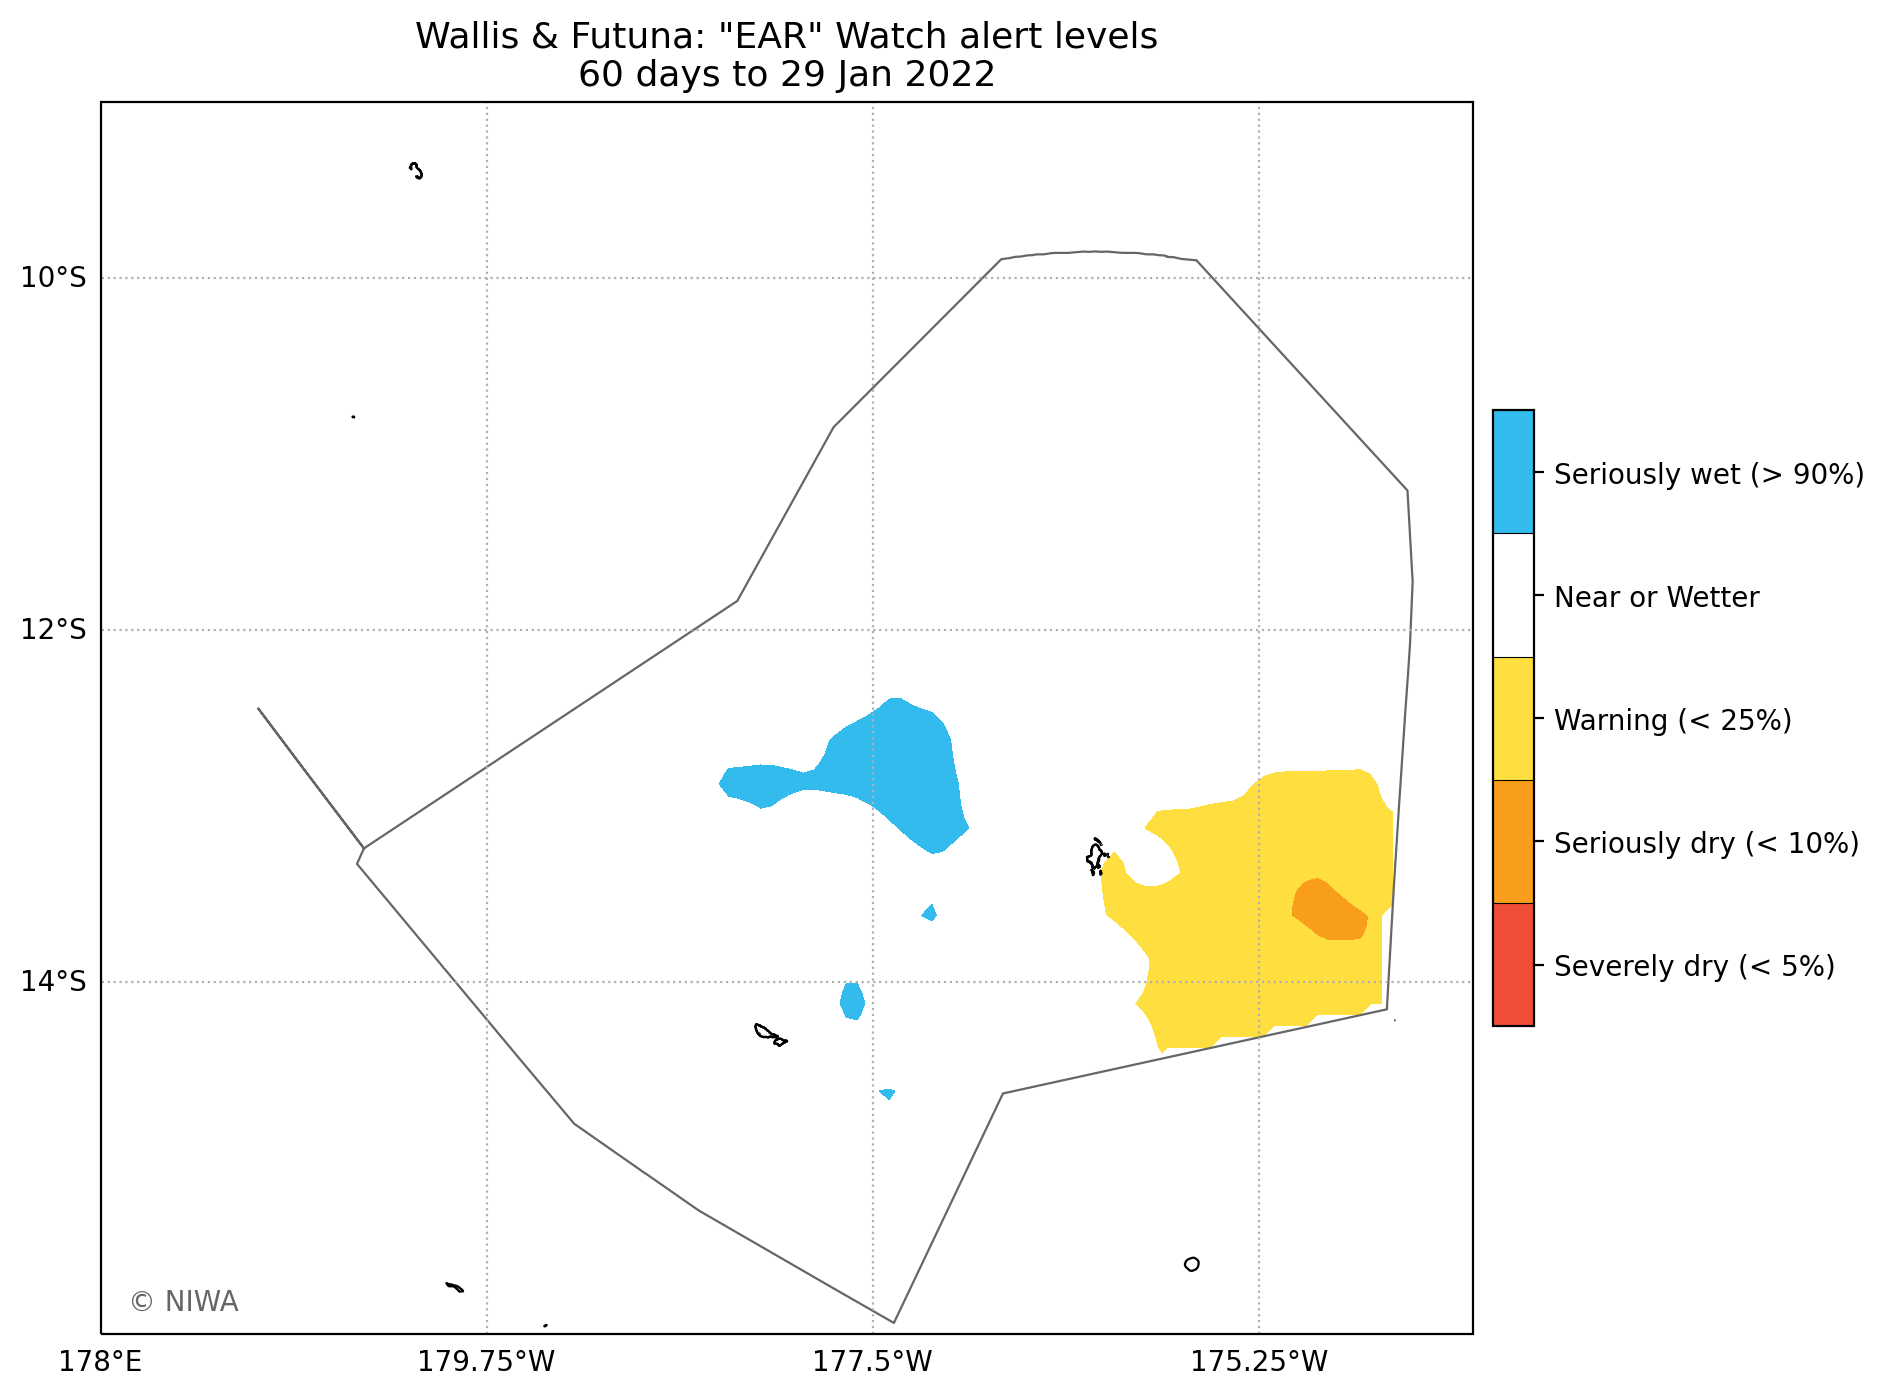 Wallis & Futuna: "EAR" Watch alert levels
60 days to 29 Jan 2022
10°S
12°S
14°S
178°E
179.75°W
177.5°W
175.25°W
Seriously wet (> 90%)
Near or Wetter
Warning (< 25%)
Seriously dry (< 10%)
Severely dry (< 5%)
© NIWA